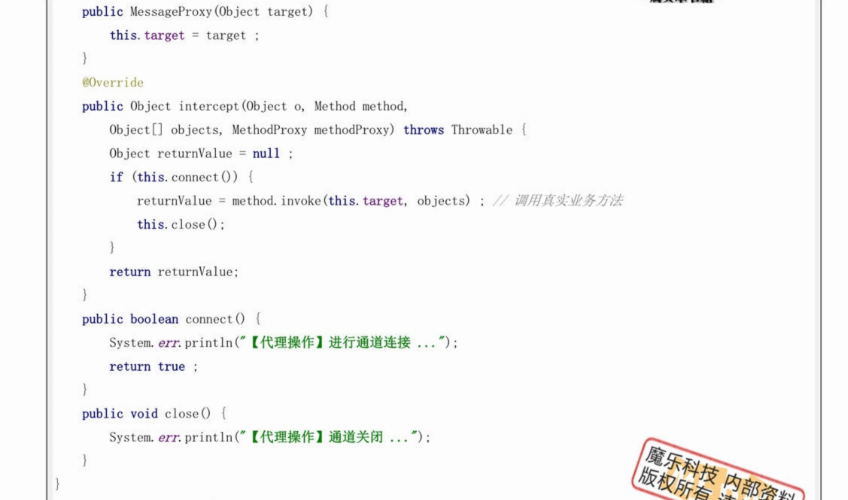 public MessageProxy(Object target) {
this.target = target ;
}
@Override
public Object intercept(Object o, Method method,
Object[] objects, MethodProxy methodProxy) throws Throwable {
Object returnValue = null ;
if (this.connect()) {
returnValue = method.invoke(this.target, objects) ; // 调用真实业务方法
this.close();
}
return returnValue;
}
public boolean connect() {
System.err.println("【代理操作】进行通道连接 ...");
return true ;
}
public void close() {
System.err.println("【代理操作】通道关闭 ...");
}
}
魔乐科技 内部资料
版权所有